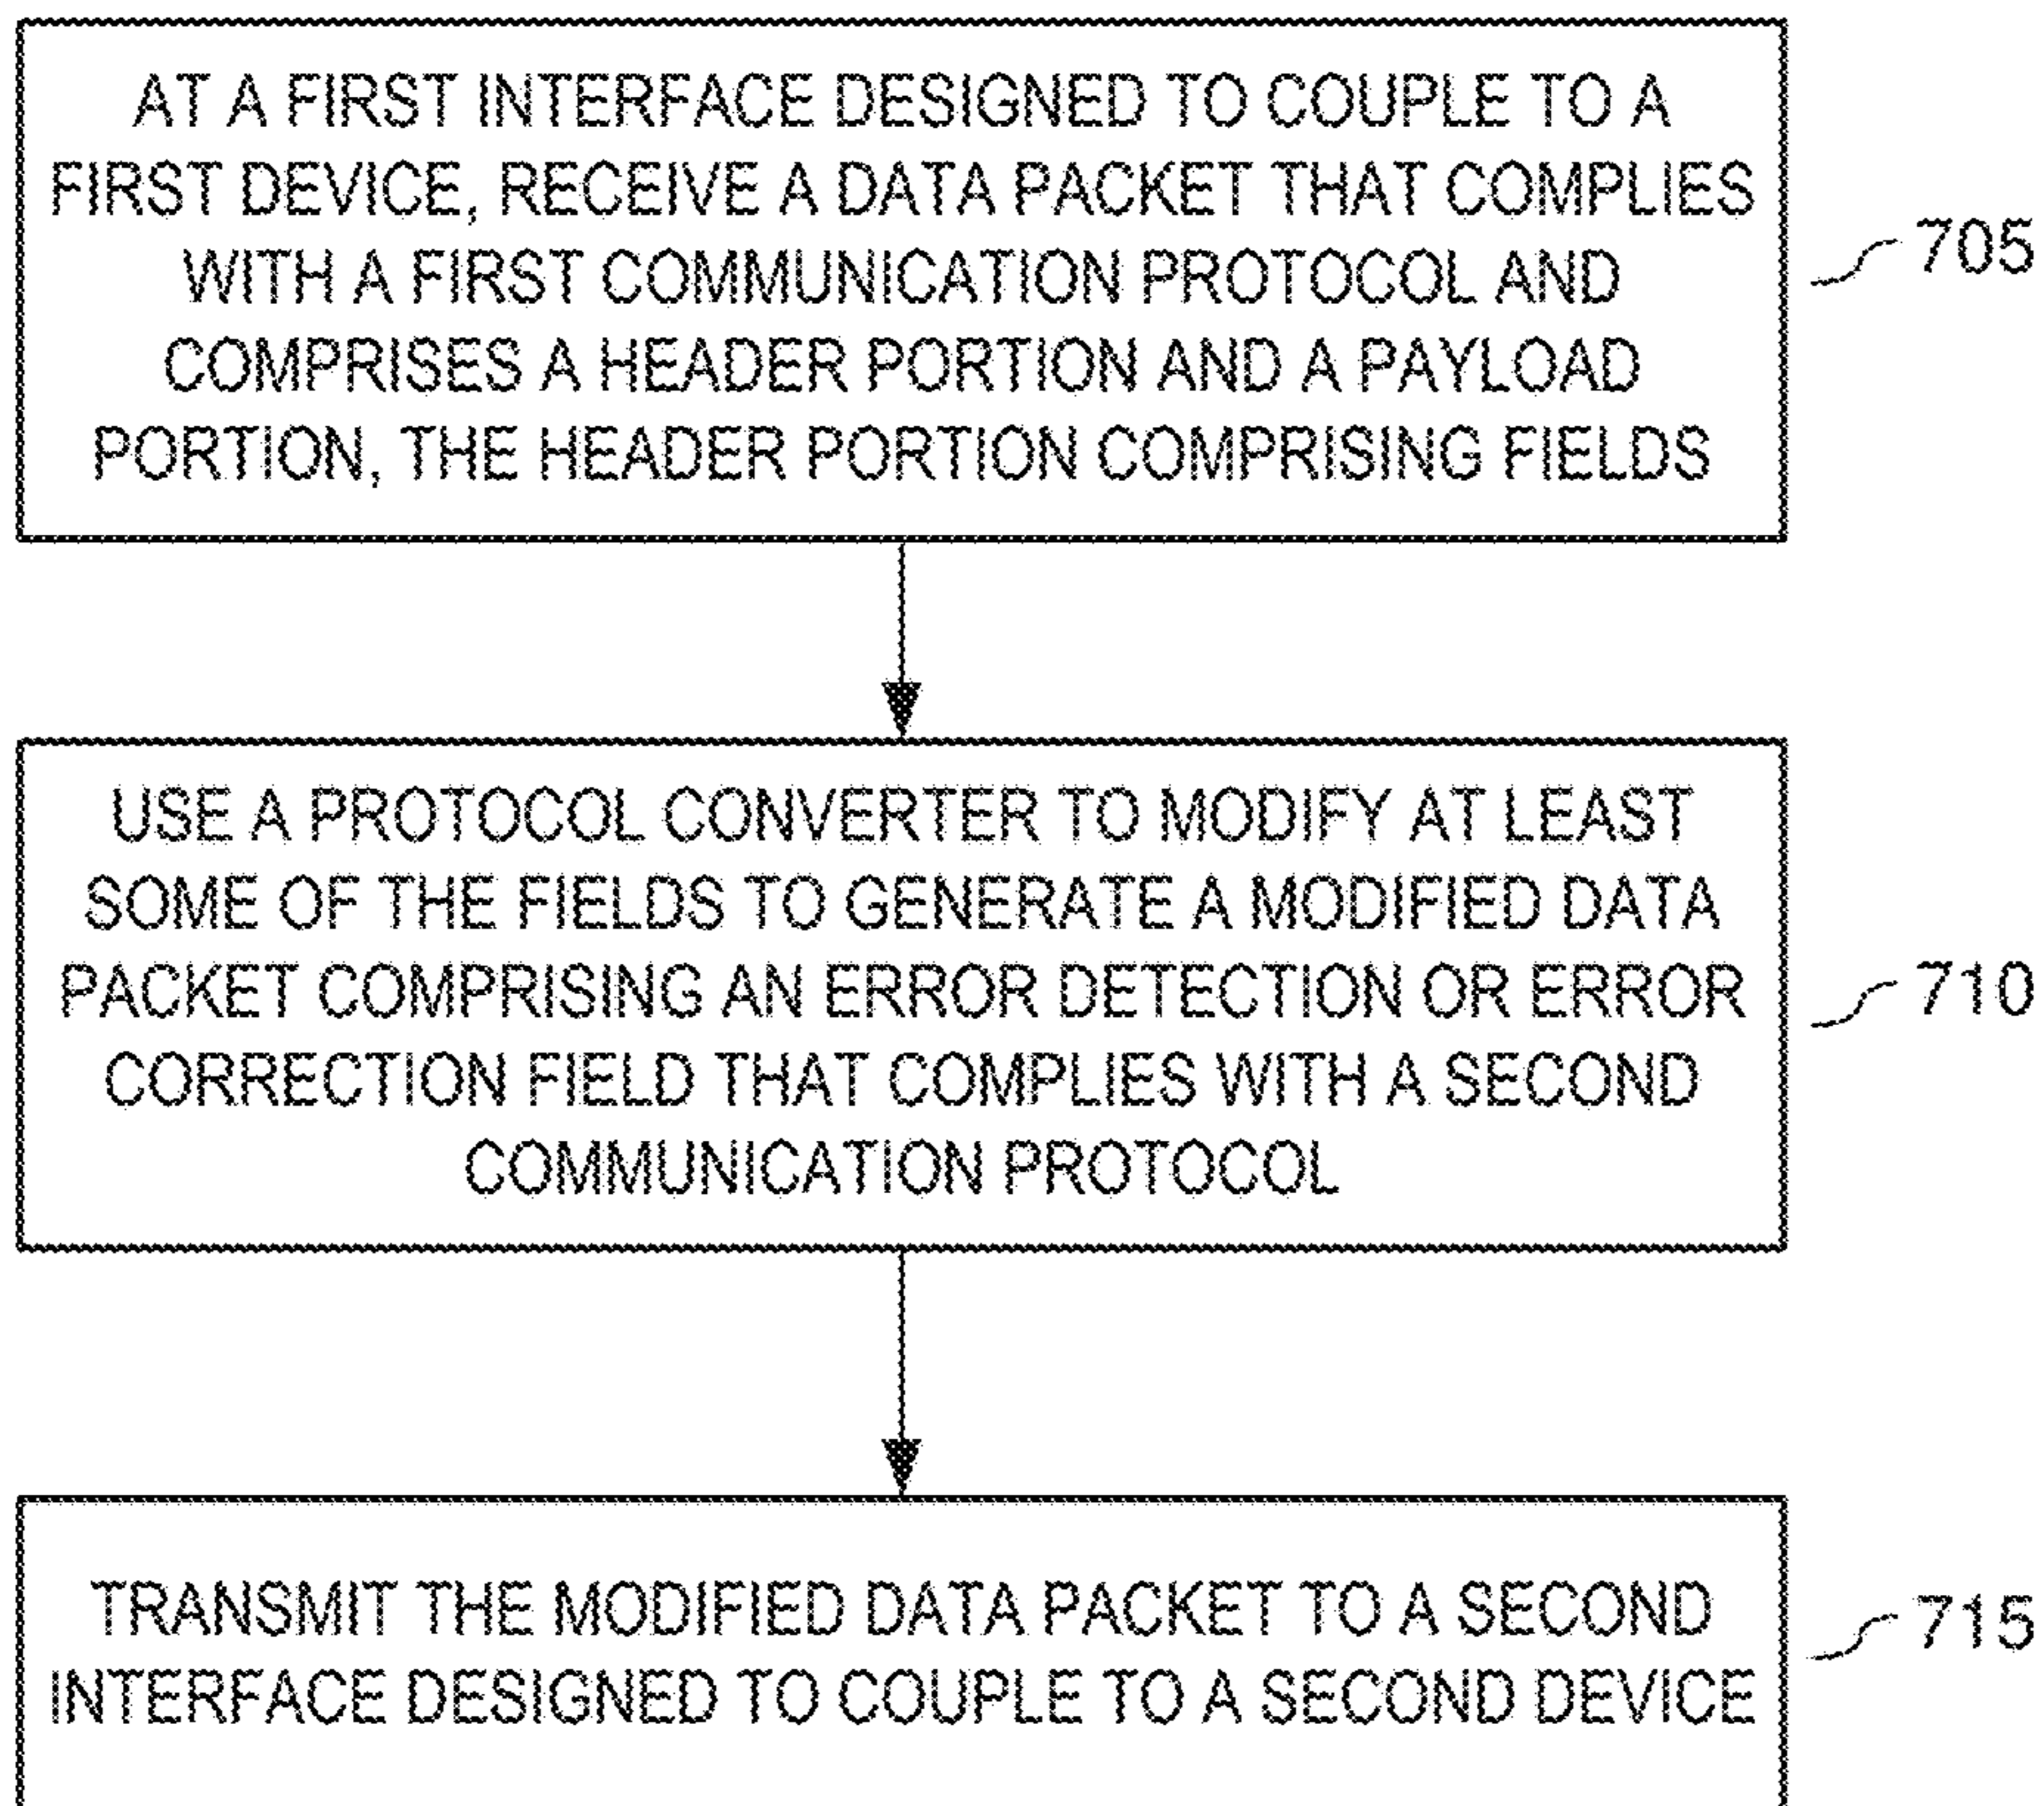 AT A FIRST INTERFACE DESIGNED TO COUPLE TO A
FIRST DEVICE, RECEIVE A DATA PACKET THAT COMPLIES
WITH A FIRST COMMUNICATION PROTOCOL AND
COMPRISES A HEADER PORTION AND A PAYLOAD
PORTION, THE HEADER PORTION COMPRISING FIELDS
705
USE A PROTOCOL CONVERTER TO MODIFY AT LEAST
SOME OF THE FIELDS TO GENERATE A MODIFIED DATA
PACKET COMPRISING AN ERROR DETECTION OR ERROR
CORRECTION FIELD THAT COMPLIES WITH A SECOND
COMMUNICATION PROTOCOL
710
TRANSMIT THE MODIFIED DATA PACKET TO A SECOND
INTERFACE DESIGNED TO COUPLE TO A SECOND DEVICE
715